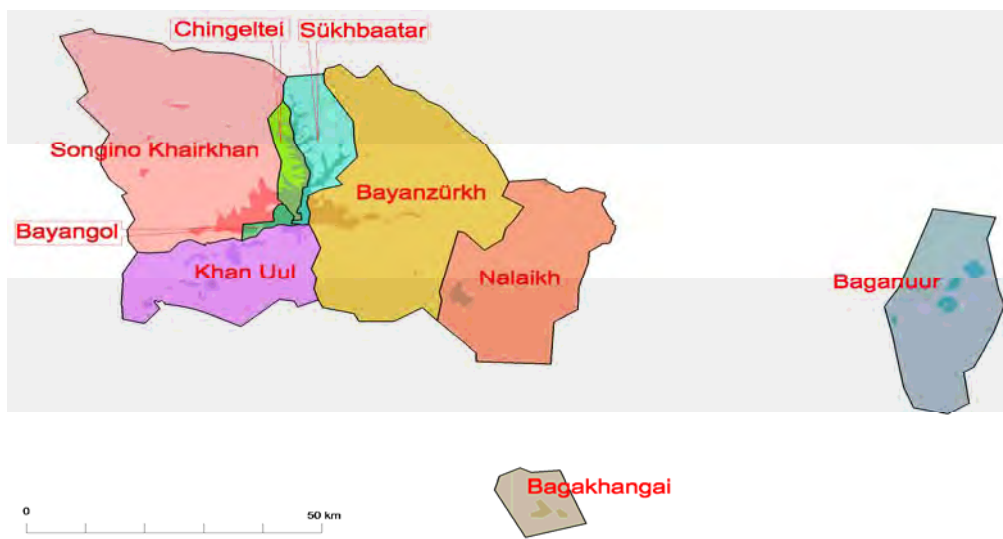 Chingeltei
Sükhbaatar
Songino Khairkhan
Bayanzürkh
Bayangol
Khan Uul
Nalaikh
Baganuur
Bagakhangai
0
50 km